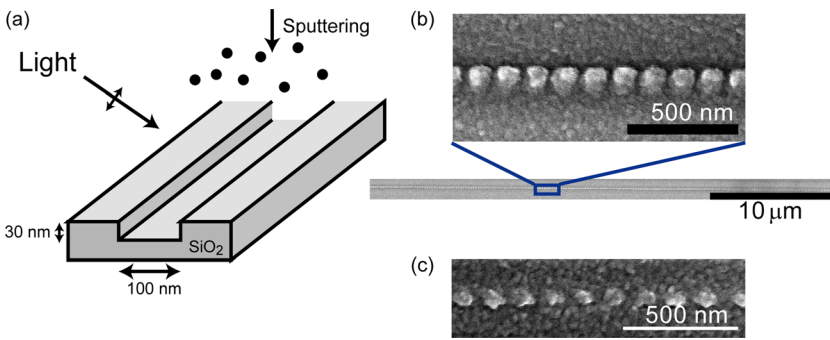 (a)
Sputtering
Light
30 nm
SiO₂
100 nm
(b)
500 nm
10 μm
(c)
500 nm